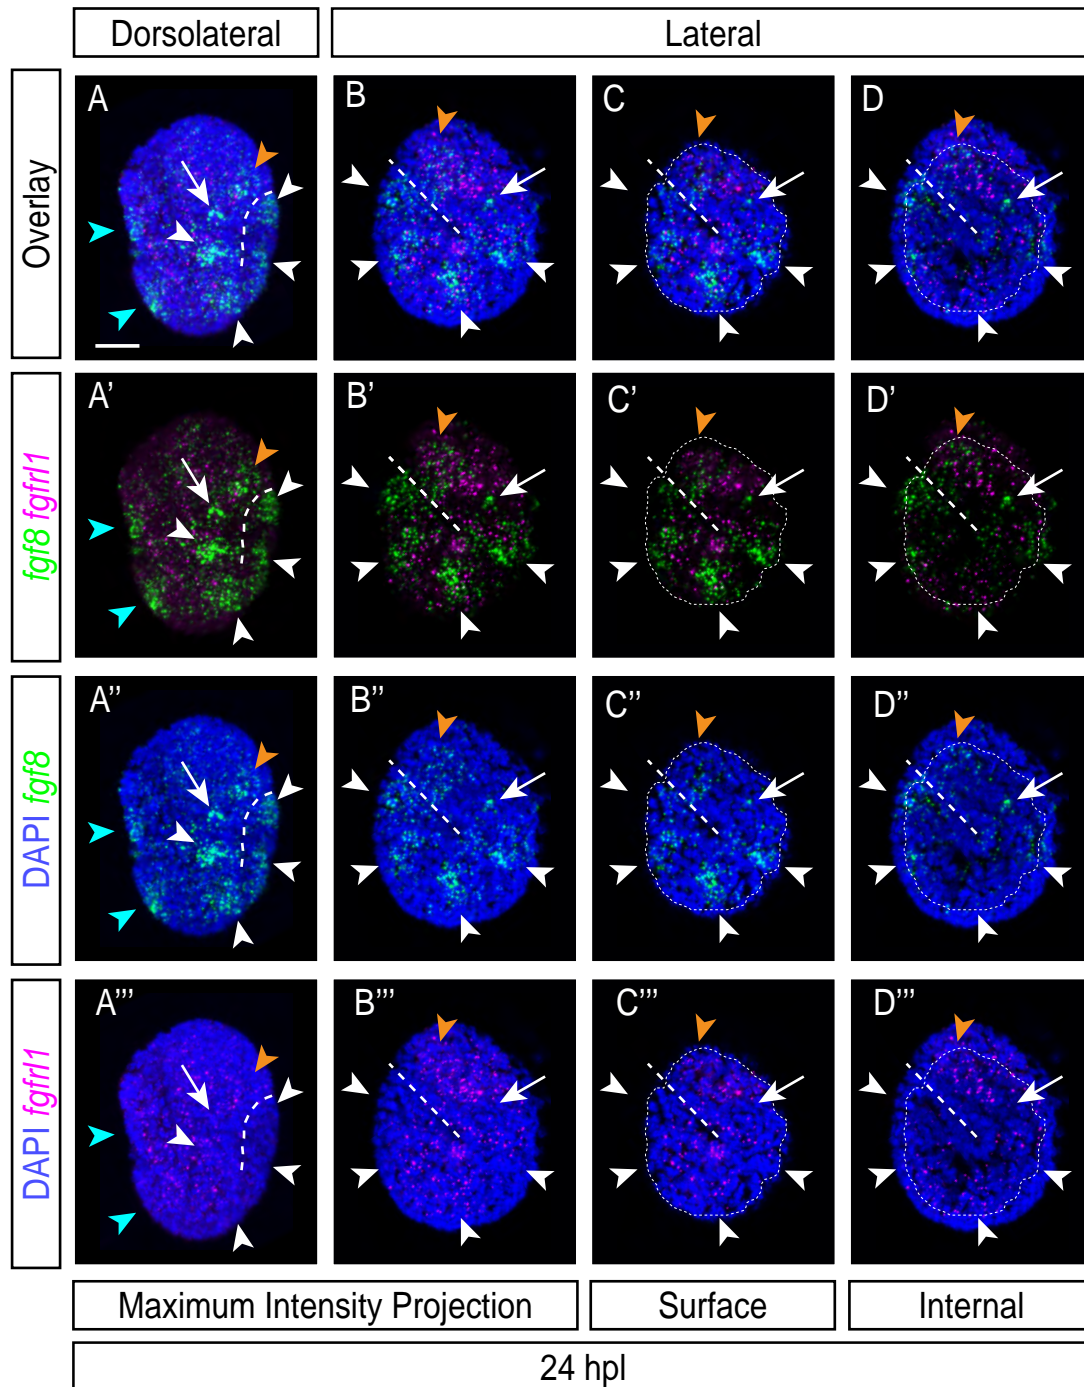 Dorsolateral
Lateral
Overlay
A
B
C
D
fgf8 fgfrl1
A'
B'
C'
D'
DAPI fgf8
A''
B''
C''
D''
DAPI fgfrl1
A'''
B'''
C'''
D'''
Maximum Intensity Projection
Surface
Internal
24 hpl